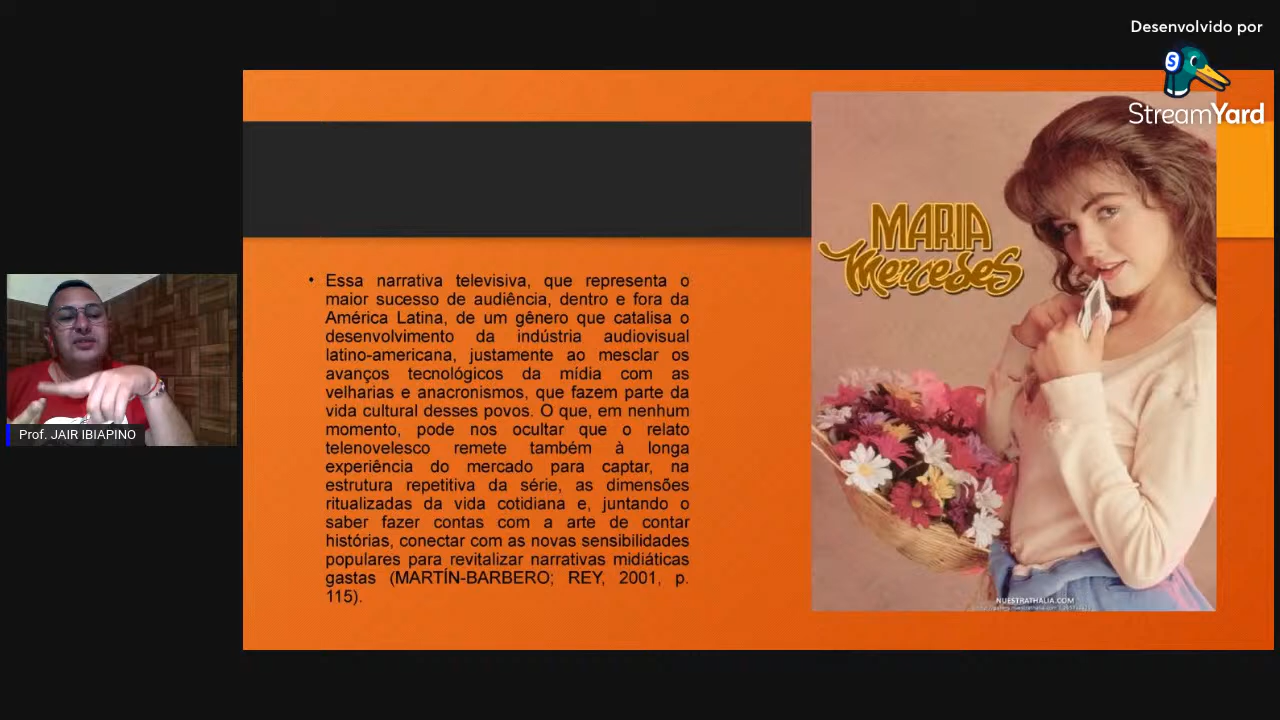 Desenvolvido por
StreamYard
MARIA
Mercedes
• Essa narrativa televisiva, que representa o
maior sucesso de audiência, dentro e fora da
América Latina, de um gênero que catalisa o
desenvolvimento da indústria audiovisual
latino-americana, justamente ao mesclar os
avanços tecnológicos da mídia com as
velharias e anacronismos, que fazem parte da
vida cultural desses povos. O que, em nenhum
momento, pode nos ocultar que o relato
telenovelesco remete também à longa
experiência do mercado para captar, na
estrutura repetitiva da série, as dimensões
ritualizadas da vida cotidiana e, juntando o
saber fazer contas com a arte de contar
histórias, conectar com as novas sensibilidades
populares para revitalizar narrativas midiáticas
gastas (MARTÍN-BARBERO; REY, 2001, p.
115).
Prof. JAIR IBIAPINO
NUESTRATHALIA.COM